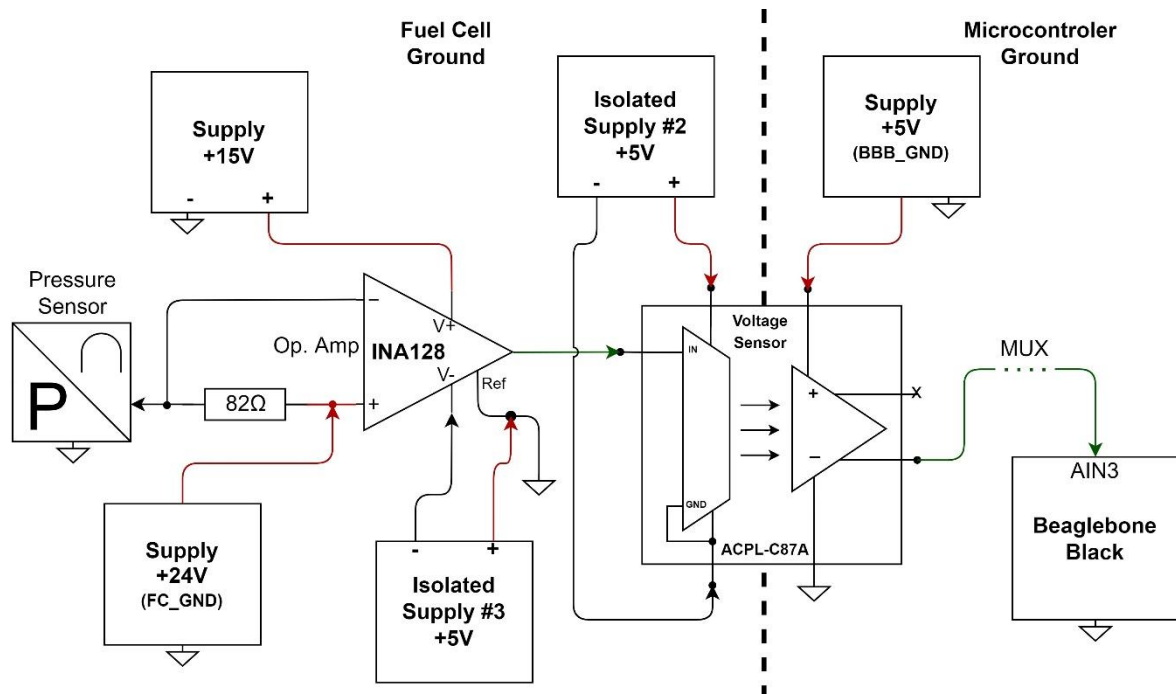 Fuel Cell
Ground
Microcontroler
Ground
Supply
+15V
-
+
Isolated
Supply #2
+5V
-
+
Supply
+5V
(BBB_GND)
Pressure
Sensor
P
82Ω
Op. Amp
INA128
−
+
V+
V-
Ref
Supply
+24V
(FC_GND)
-
+
Isolated
Supply #3
+5V
Voltage
Sensor
IN
GND
ACPL-C87A
+
−
x
MUX
AIN3
Beaglebone
Black